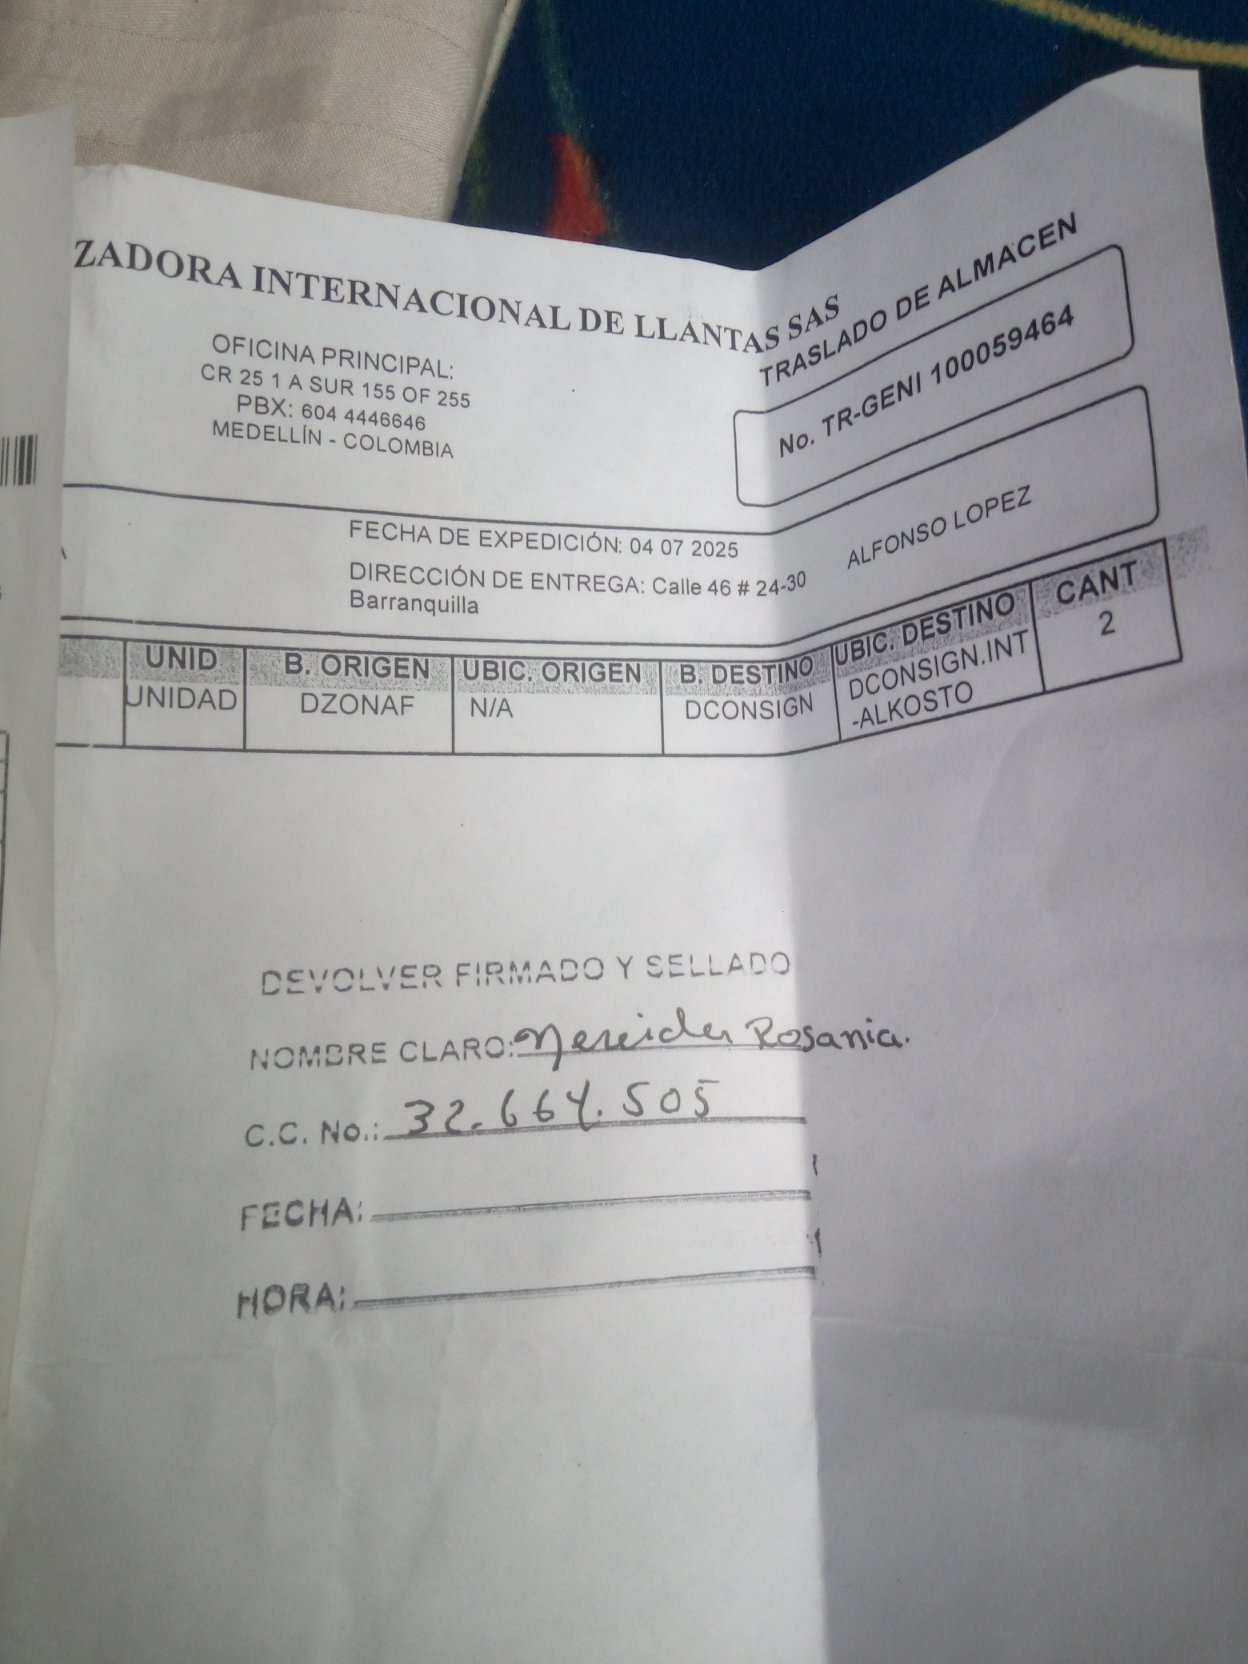 ZADORA INTERNACIONAL DE LLANTAS SAS
TRASLADO DE ALMACEN
No. TR-GENI 100059464
OFICINA PRINCIPAL:
CR 25 1 A SUR 155 OF 255
PBX: 604 4446646
MEDELLÍN - COLOMBIA
ALFONSO LOPEZ
FECHA DE EXPEDICIÓN: 04 07 2025
DIRECCIÓN DE ENTREGA: Calle 46 # 24-30
Barranquilla
UNID B. ORIGEN UBIC. ORIGEN B. DESTINO UBIC. DESTINO CANT
UNIDAD DZONAF N/A DCONSIGN DCONSIGN.INT 2
-ALKOSTO
DEVOLVER FIRMADO Y SELLADO
NOMBRE CLARO: Rosania.
C.C. No.: 32.664.505
FECHA:
HORA: